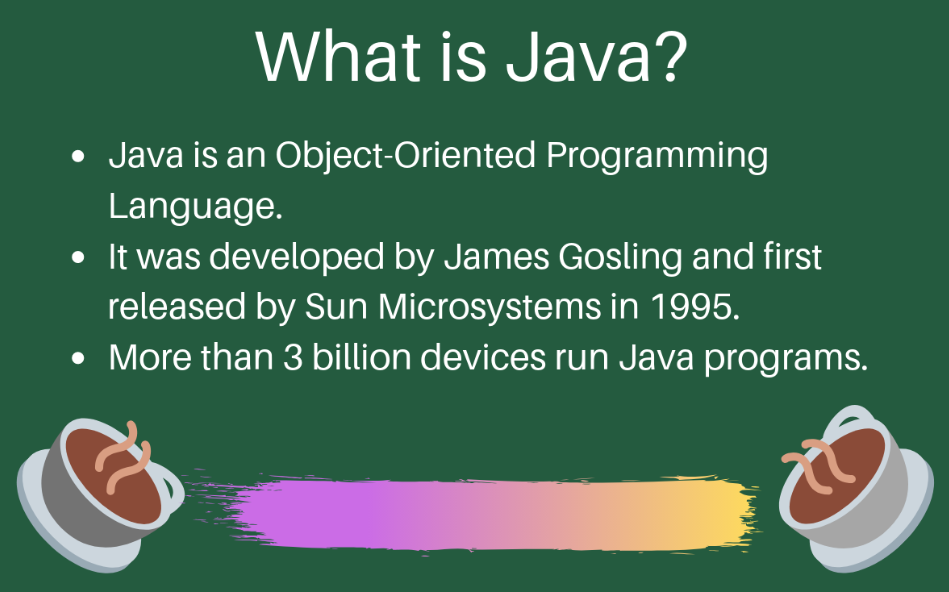 What is Java?
• Java is an Object-Oriented Programming
Language.
• It was developed by James Gosling and first
released by Sun Microsystems in 1995.
• More than 3 billion devices run Java programs.